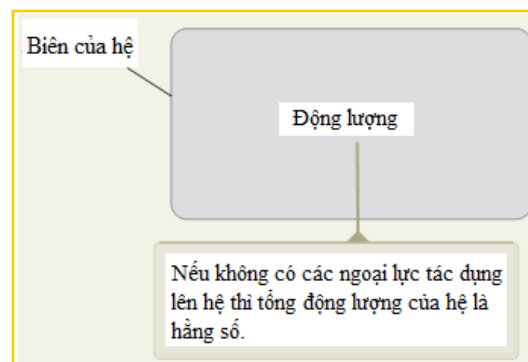 Biên của hệ
Động lượng
Nếu không có các ngoại lực tác dụng
lên hệ thì tổng động lượng của hệ là
hằng số.